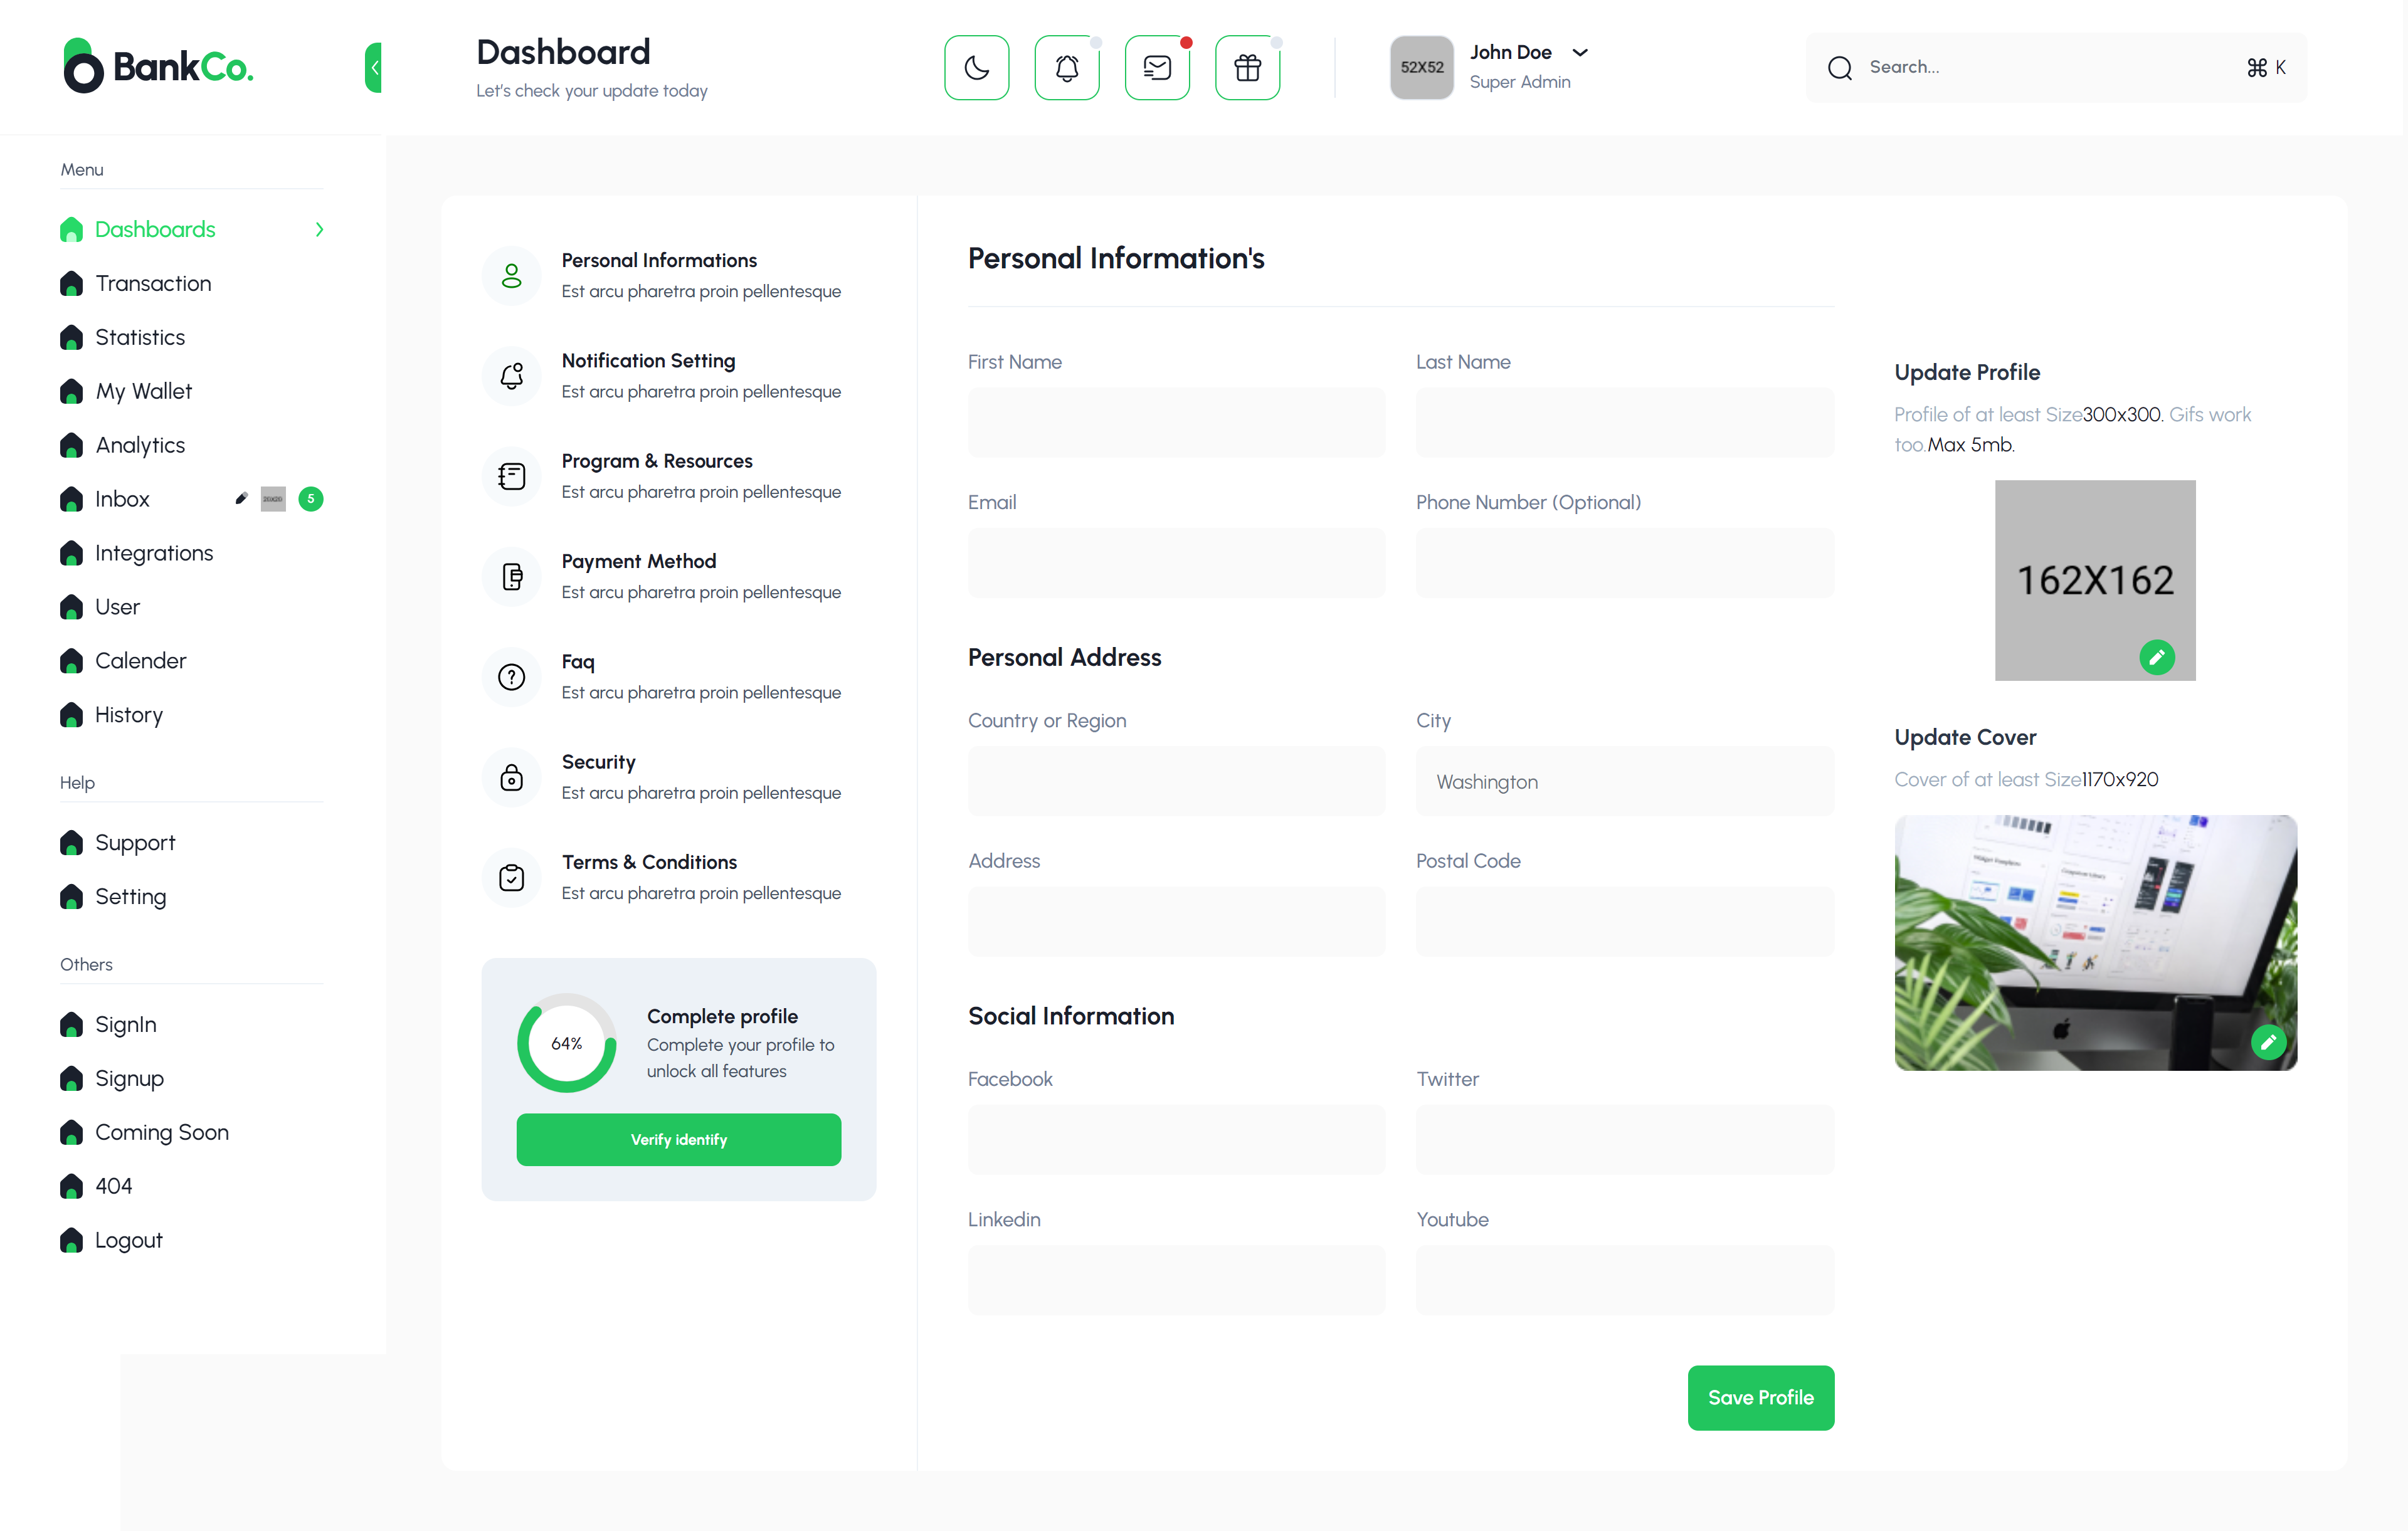 BankCo.
Dashboard
Let's check your update today
52X52
John Doe
Super Admin
Search...
⌘ K
Menu
Dashboards
Transaction
Statistics
My Wallet
Analytics
Inbox
20X20
5
Integrations
User
Calender
History
Help
Support
Setting
Others
SignIn
Signup
Coming Soon
404
Logout
Personal Informations
Est arcu pharetra proin pellentesque
Notification Setting
Est arcu pharetra proin pellentesque
Program & Resources
Est arcu pharetra proin pellentesque
Payment Method
Est arcu pharetra proin pellentesque
Faq
Est arcu pharetra proin pellentesque
Security
Est arcu pharetra proin pellentesque
Terms & Conditions
Est arcu pharetra proin pellentesque
64%
Complete profile
Complete your profile to
unlock all features
Verify identify
Personal Information's
First Name
Last Name
Email
Phone Number (Optional)
Personal Address
Country or Region
City
Washington
Address
Postal Code
Social Information
Facebook
Twitter
Linkedin
Youtube
Save Profile
Update Profile
Profile of at least Size300x300. Gifs work
too.Max 5mb.
162X162
Update Cover
Cover of at least Size1170x920